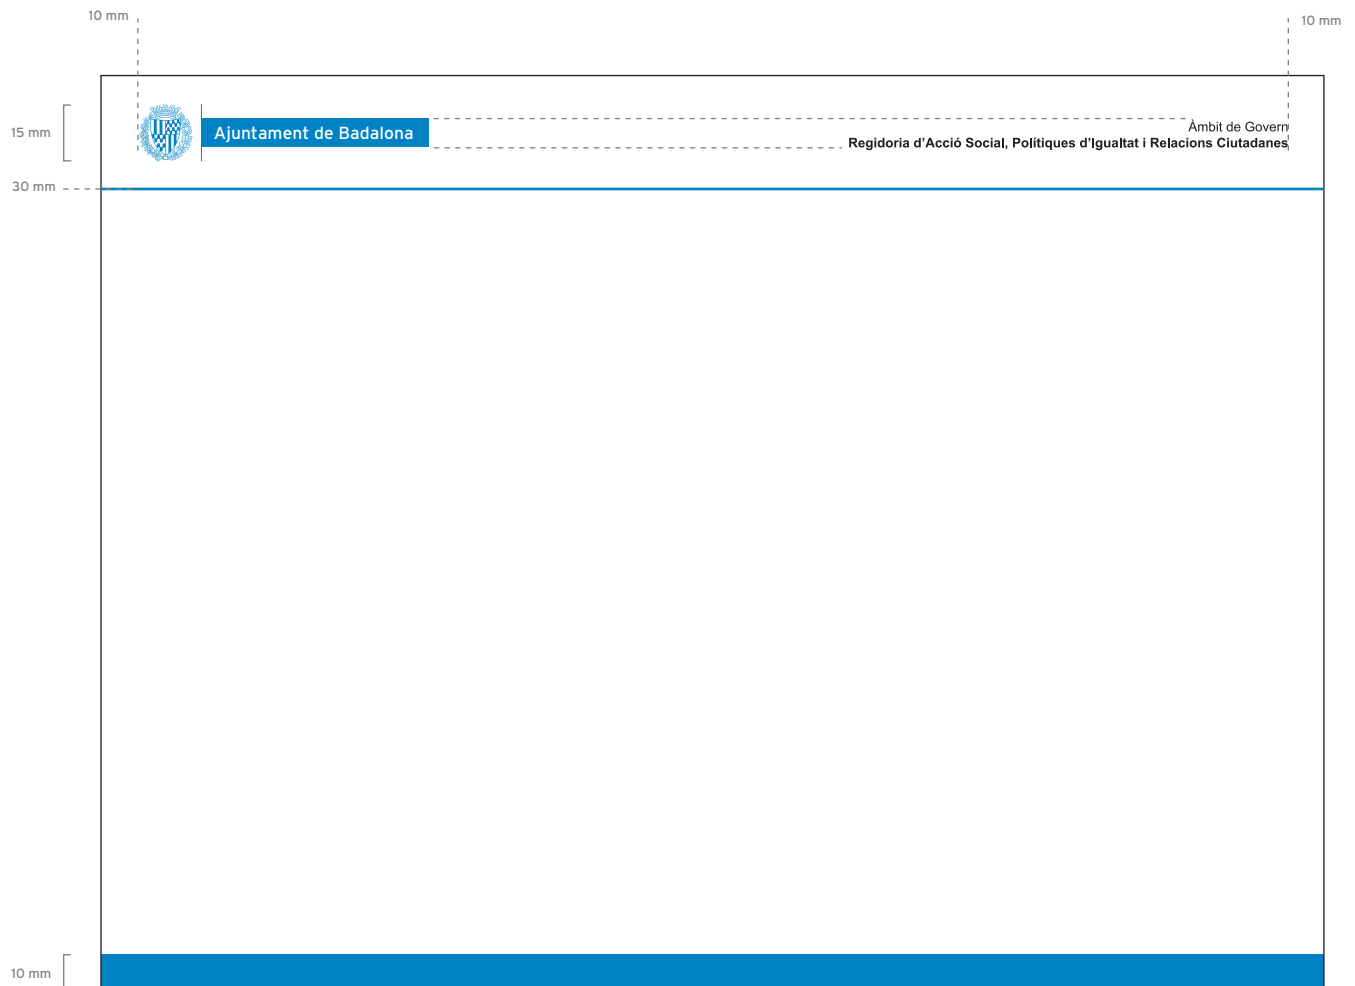 10 mm
10 mm
15 mm
Ajuntament de Badalona
Àmbit de Govern
Regidoria d'Acció Social, Polítiques d'Igualtat i Relacions Ciutadanes
30 mm
10 mm